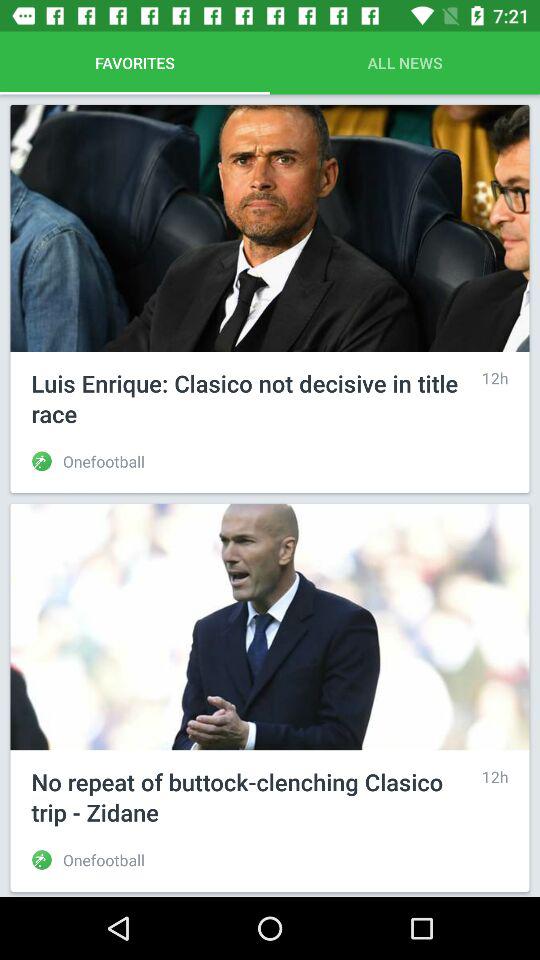 7:21
FAVORITES
ALL NEWS
Luis Enrique: Clasico not decisive in title
race
12h
Onefootball
No repeat of buttock-clenching Clasico
trip - Zidane
12h
Onefootball